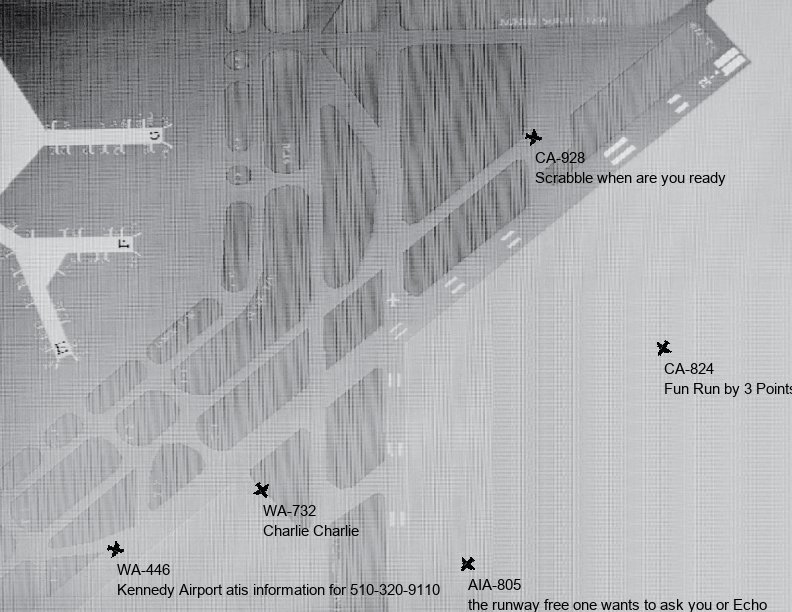 G
F
CA-928
Scrabble when are you ready
CA-824
Fun Run by 3 Points
WA-732
Charlie Charlie
WA-446
Kennedy Airport atis information for 510-320-9110
AIA-805
the runway free one wants to ask you or Echo